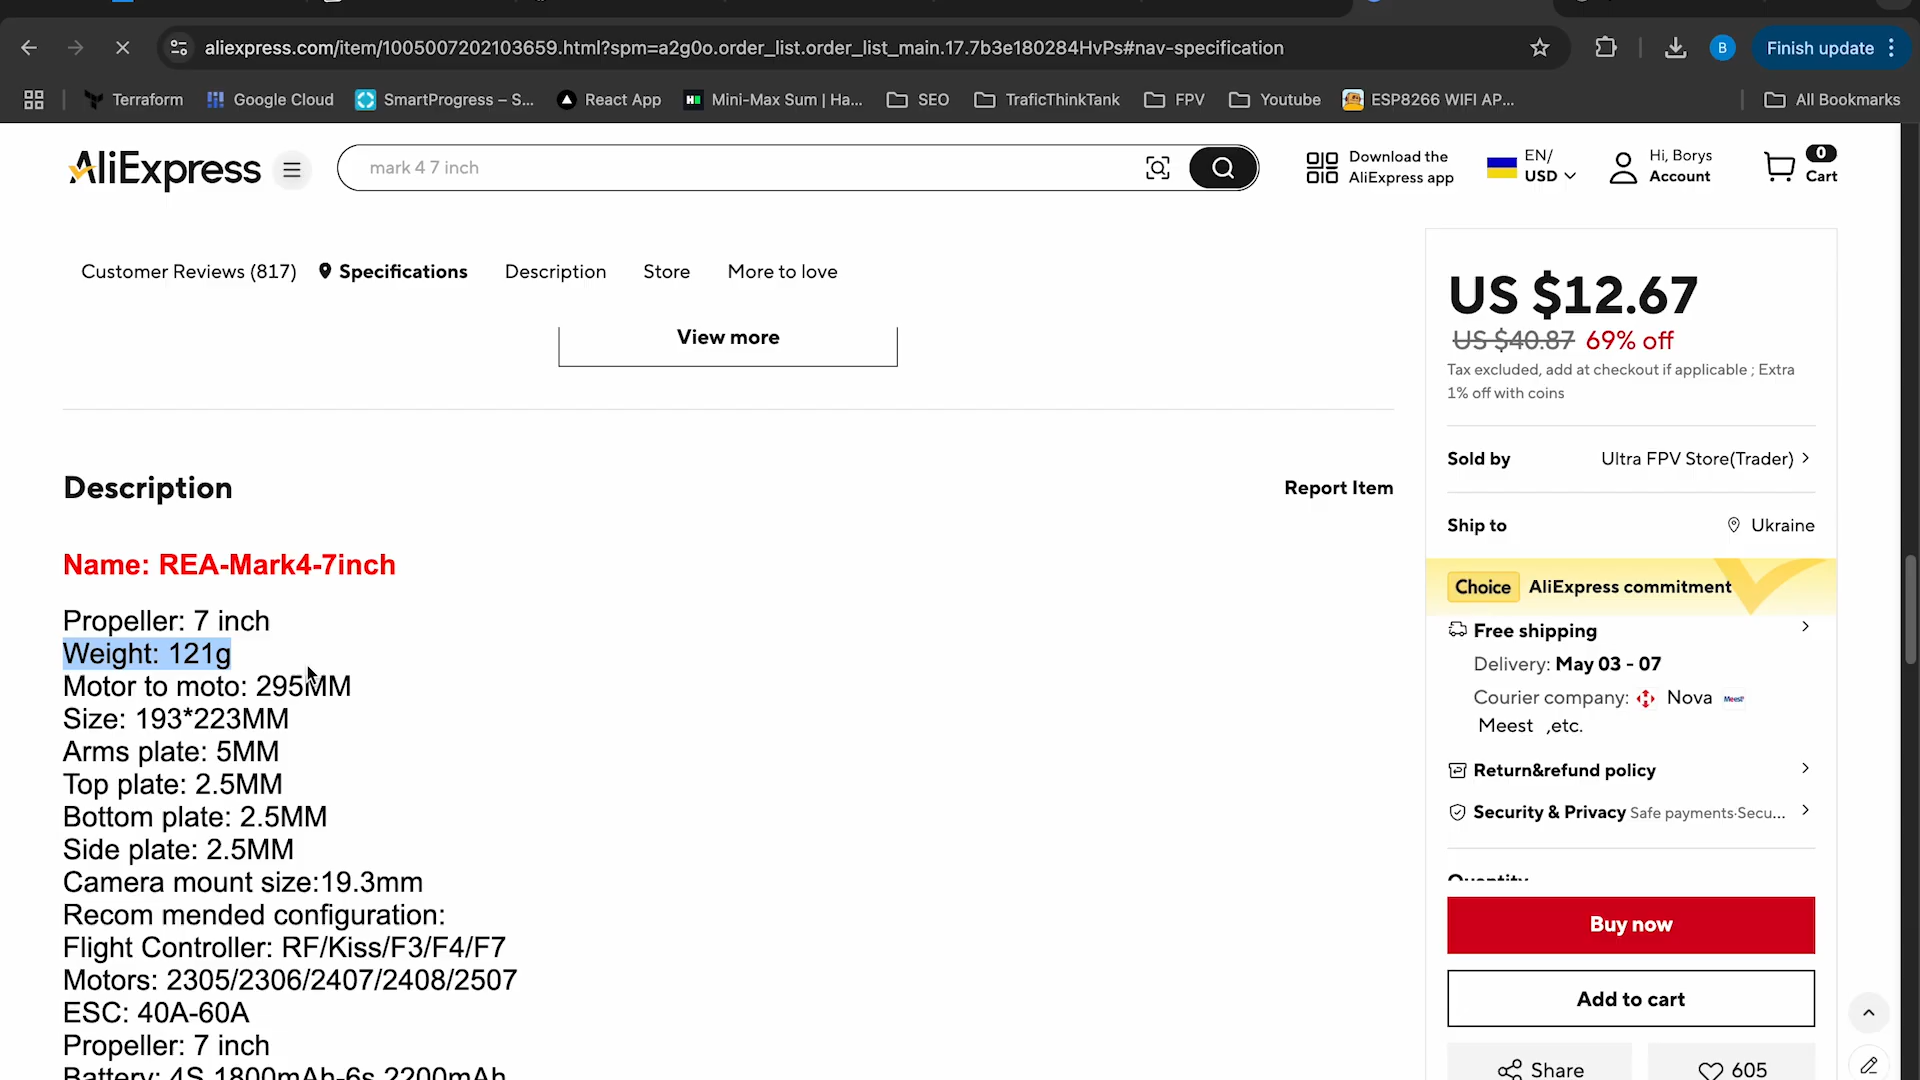 aliexpress.com/item/1005007202103659.html?spm=a2g0o.order_list.order_list_main.17.7b3e180284HvPs#nav-specification
B
Finish update
Terraform
Google Cloud
SmartProgress – S...
React App
Mini-Max Sum | Ha...
SEO
TraficThinkTank
FPV
Youtube
ESP8266 WIFI AP...
All Bookmarks
AliExpress
mark 4 7 inch
Download the
AliExpress app
EN/
USD
Hi, Borys
Account
0
Cart
Customer Reviews (817)
Specifications
Description
Store
More to love
View more
Description
Report Item
Name: REA-Mark4-7inch
Propeller: 7 inch
Weight: 121g
Motor to moto: 295MM
Size: 193*223MM
Arms plate: 5MM
Top plate: 2.5MM
Bottom plate: 2.5MM
Side plate: 2.5MM
Camera mount size:19.3mm
Recom mended configuration:
Flight Controller: RF/Kiss/F3/F4/F7
Motors: 2305/2306/2407/2408/2507
ESC: 40A-60A
Propeller: 7 inch
Battery: 4S 1800mAh-6s 2200mAh
US $12.67
US $40.87 69% off
Tax excluded, add at checkout if applicable ; Extra
1% off with coins
Sold by
Ultra FPV Store(Trader)
Ship to
Ukraine
Choice AliExpress commitment
Free shipping
Delivery: May 03 - 07
Courier company: Nova Meest
Meest ,etc.
Return&refund policy
Security & Privacy Safe payments·Secu...
Quantity
Buy now
Add to cart
Share
605